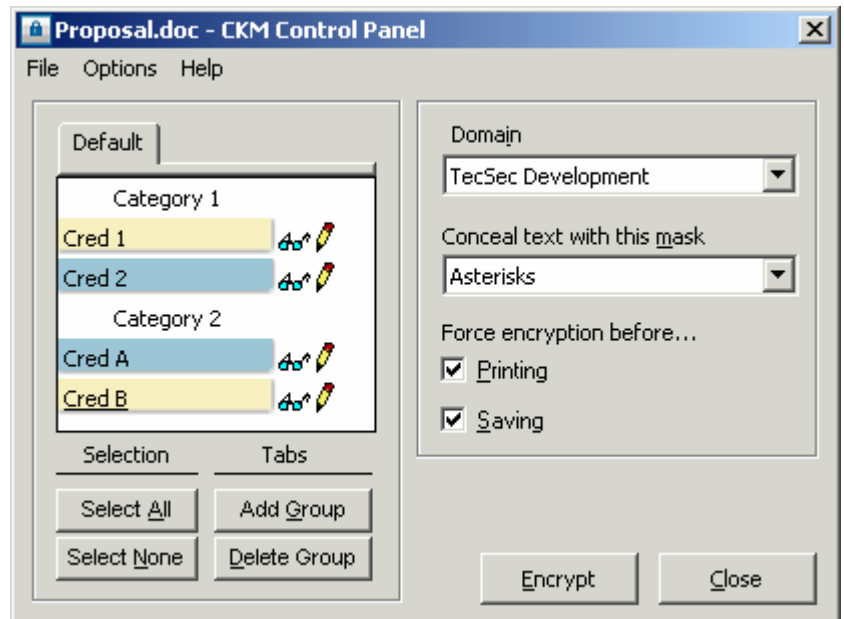 Proposal.doc - CKM Control Panel
File Options Help
Default
Category 1
Cred 1
Cred 2
Category 2
Cred A
Cred B
Selection Tabs
Select All Add Group
Select None Delete Group
Domain
TecSec Development
Conceal text with this mask
Asterisks
Force encryption before...
Printing
Saving
Encrypt Close